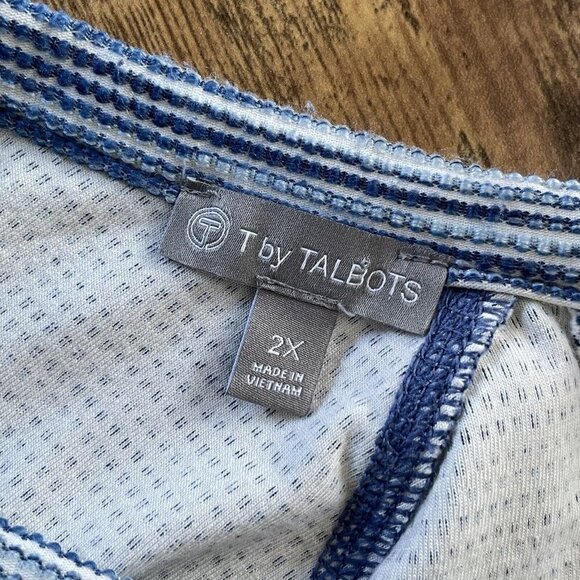 T by TALBOTS
2X
MADE IN
VIETNAM